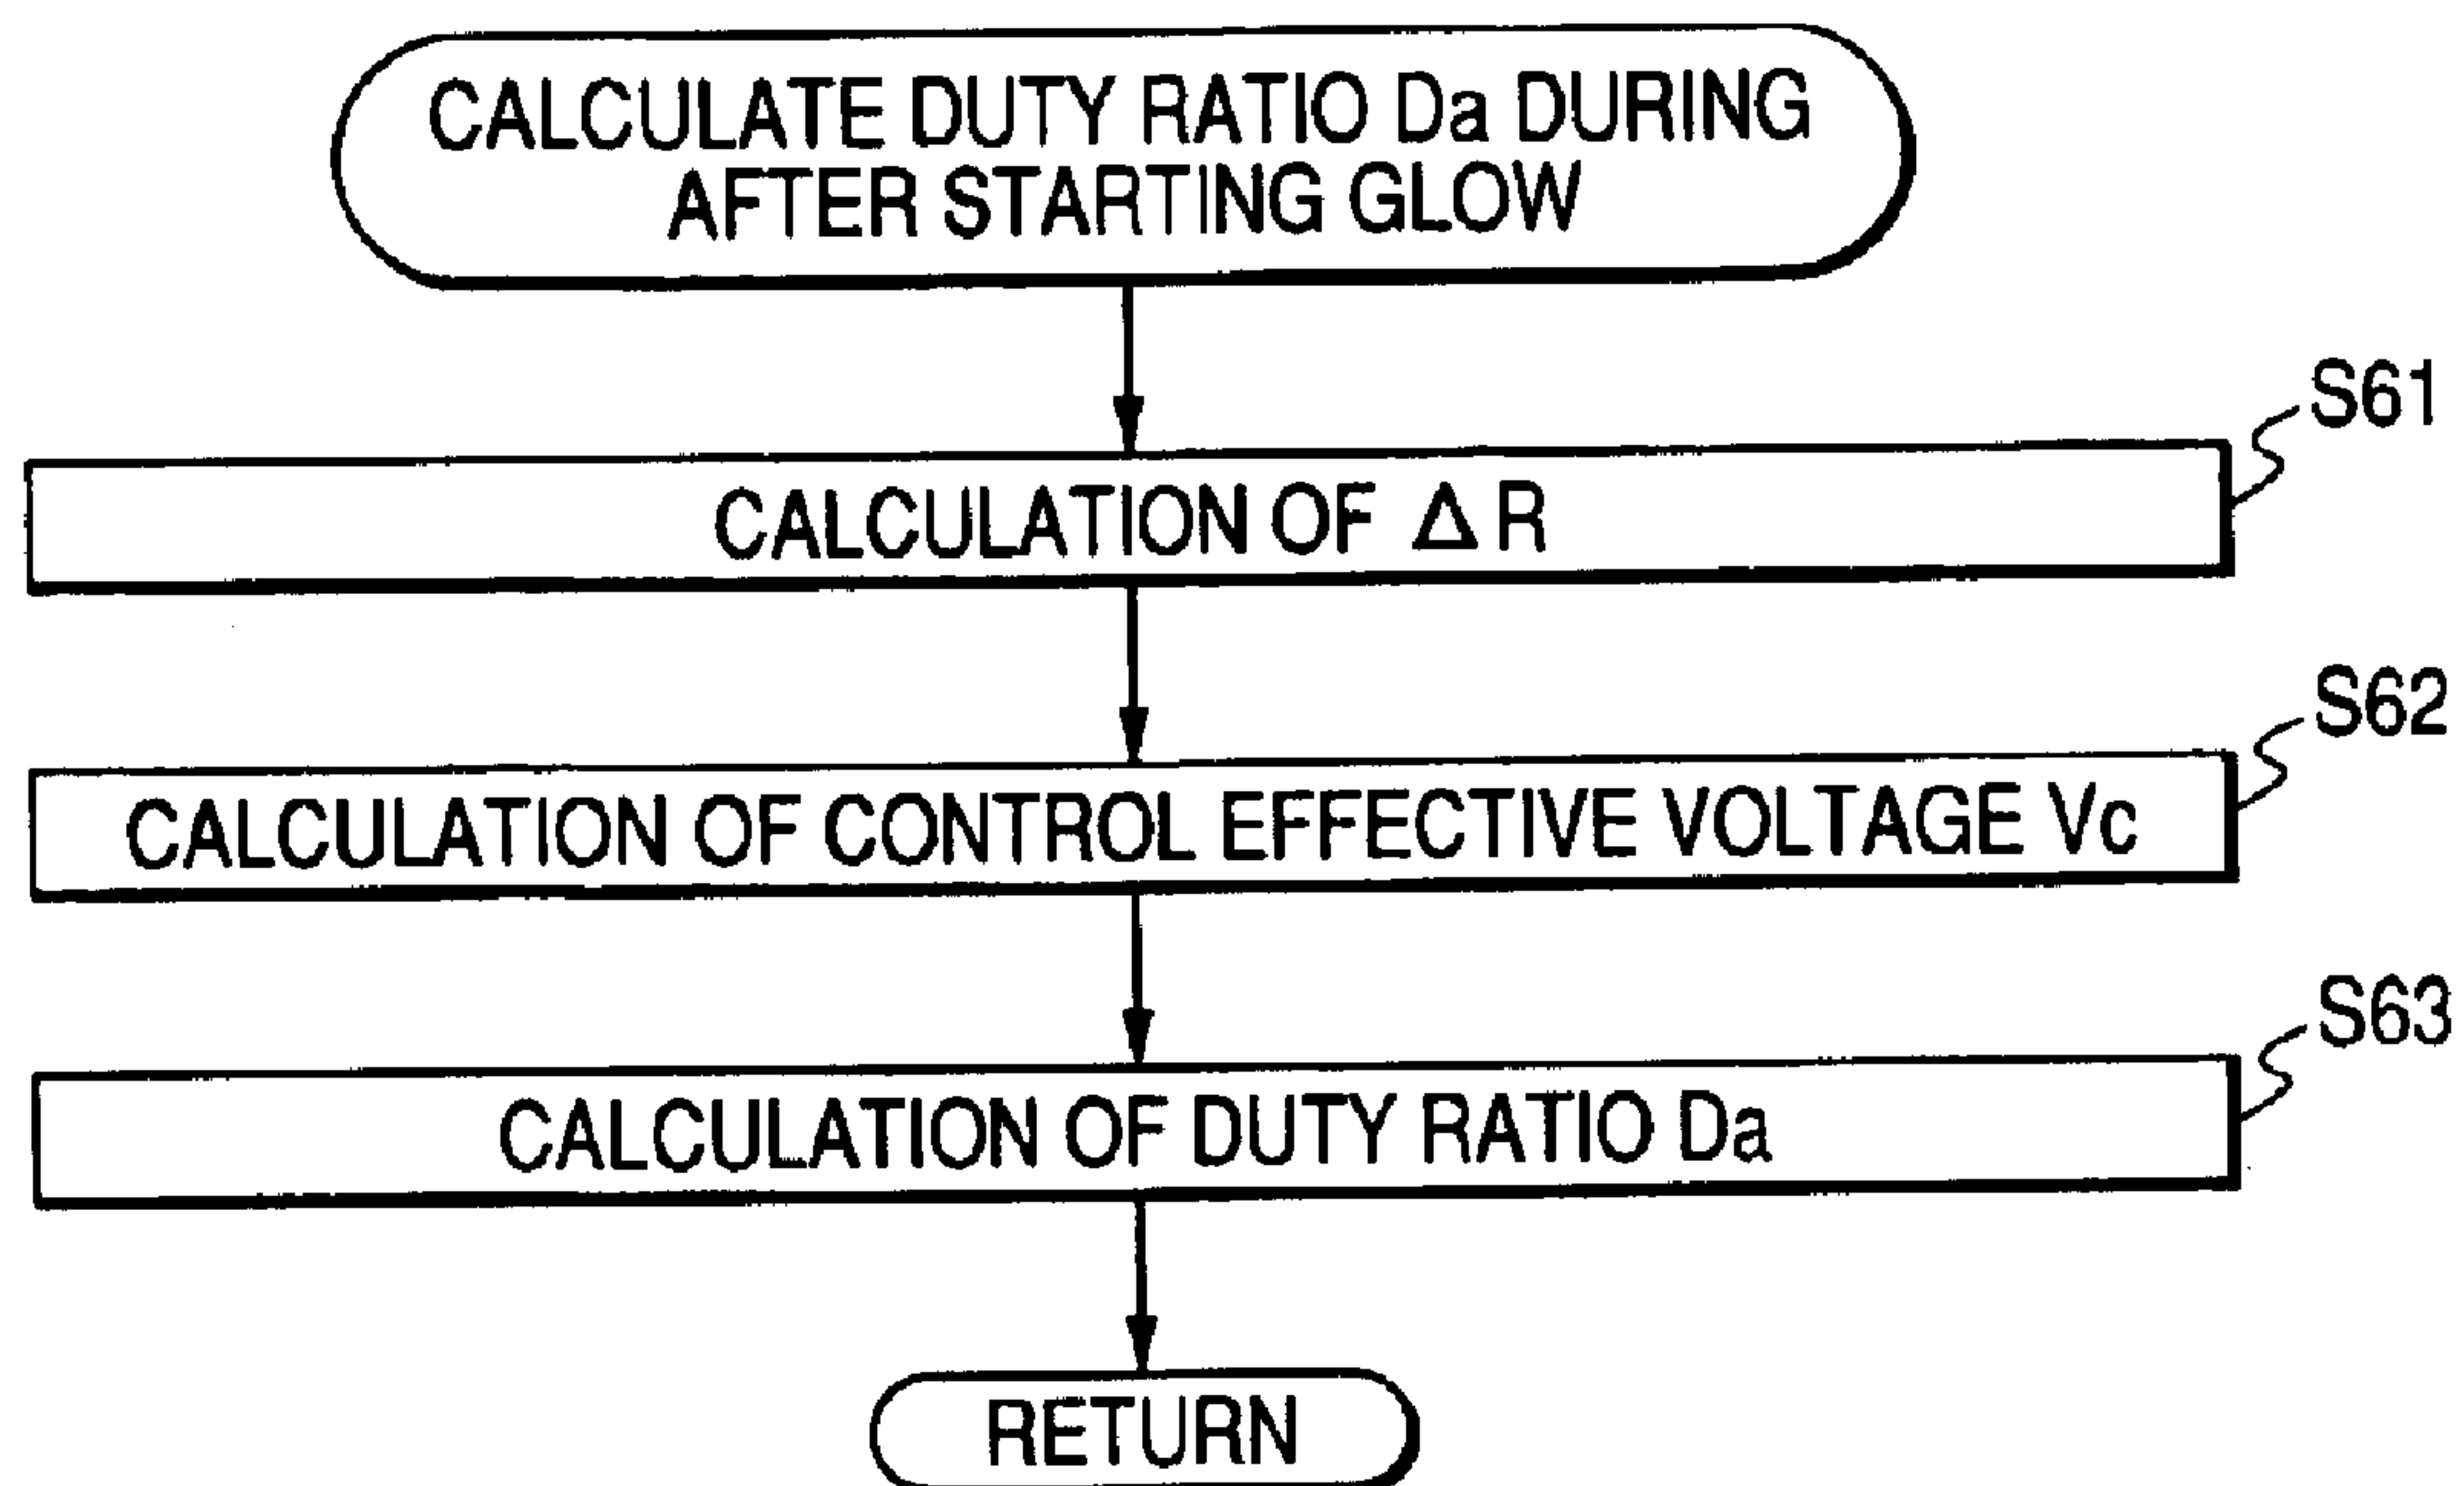 CALCULATE DUTY RATIO Da DURING
AFTER STARTING GLOW
S61
CALCULATION OF Δ R
S62
CALCULATION OF CONTROL EFFECTIVE VOLTAGE Vc
S63
CALCULATION OF DUTY RATIO Da
RETURN